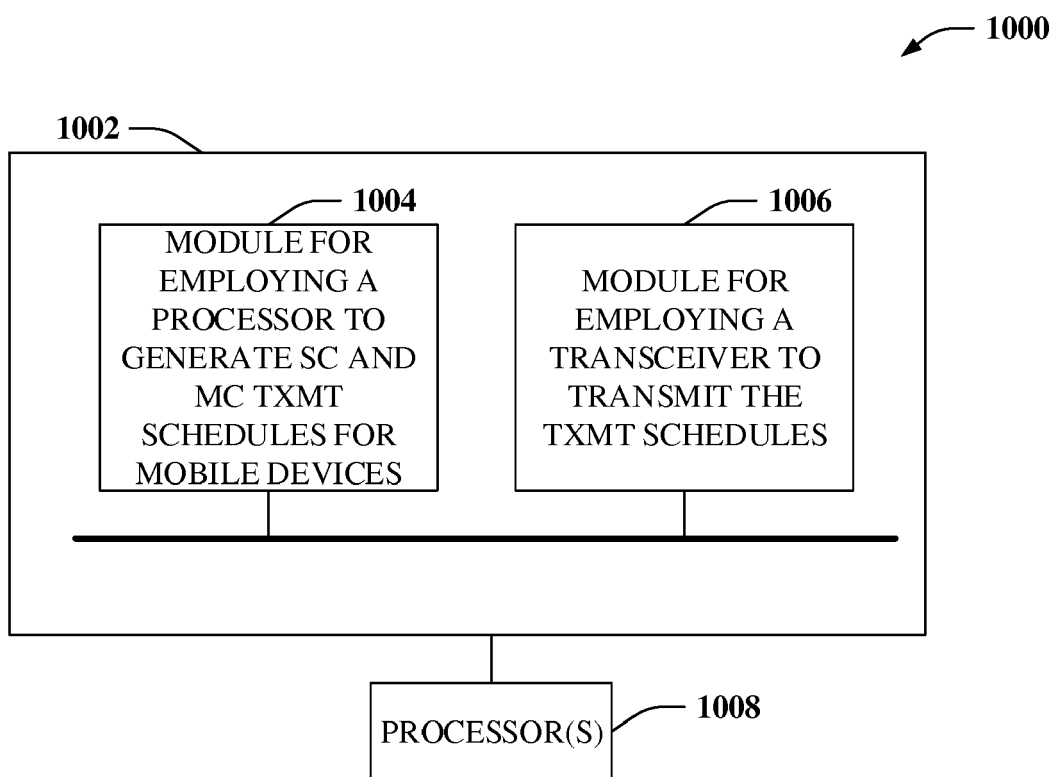 1000
1002
1004
1006
MODULE FOR
EMPLOYING A
PROCESSOR TO
GENERATE SC AND
MC TXMT
SCHEDULES FOR
MOBILE DEVICES
MODULE FOR
EMPLOYING A
TRANSCEIVER TO
TRANSMIT THE
TXMT SCHEDULES
PROCESSOR(S)
1008